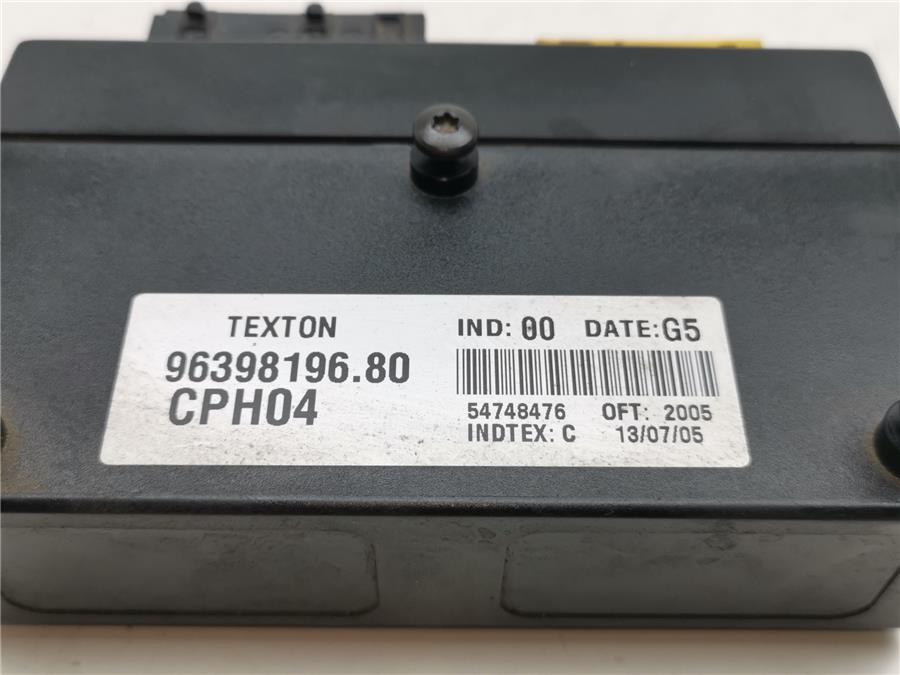 TEXTON
96398196.80
CPH04
IND: 00 DATE:G5
54748476 OFT: 2005
INDTEX: C 13/07/05